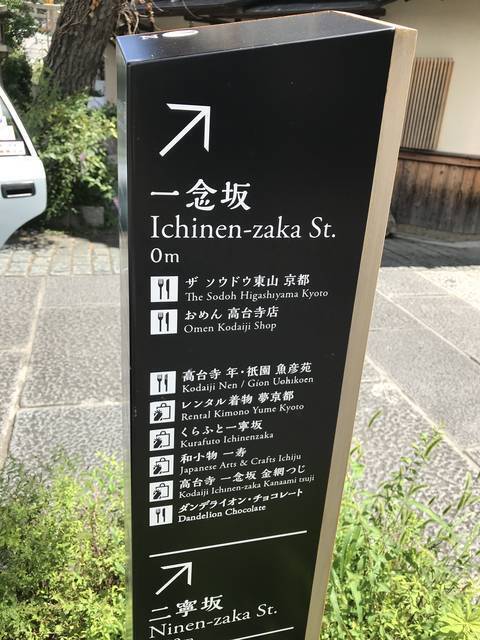 一念坂
Ichinen-zaka St.
0m
ザ ソウドウ東山 京都
The Sodoh Higashiyama Kyoto
おめん 高台寺店
Omen Kodaiji Shop
高台寺 年・祇園 魚彦苑
Kodaiji Nen / Gion Uohikoen
レンタル着物 夢京都
Rental Kimono Yume Kyoto
くらふと一寧坂
Kurafuto Ichinenzaka
和小物 一寿
Japanese Arts & Crafts Ichiju
高台寺 一念坂 金網つじ
Kodaiji Ichinen-zaka Kanaami tsuji
ダンデライオン・チョコレート
Dandelion Chocolate
二寧坂
Ninen-zaka St.